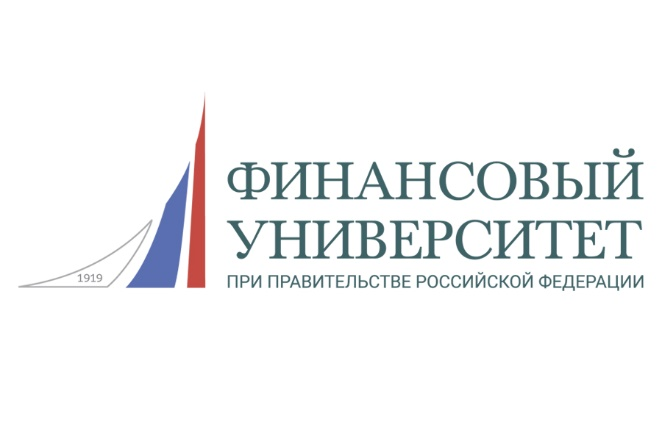 1919
ФИНАНСОВЫЙ
УНИВЕРСИТЕТ
ПРИ ПРАВИТЕЛЬСТВЕ РОССИЙСКОЙ ФЕДЕРАЦИИ